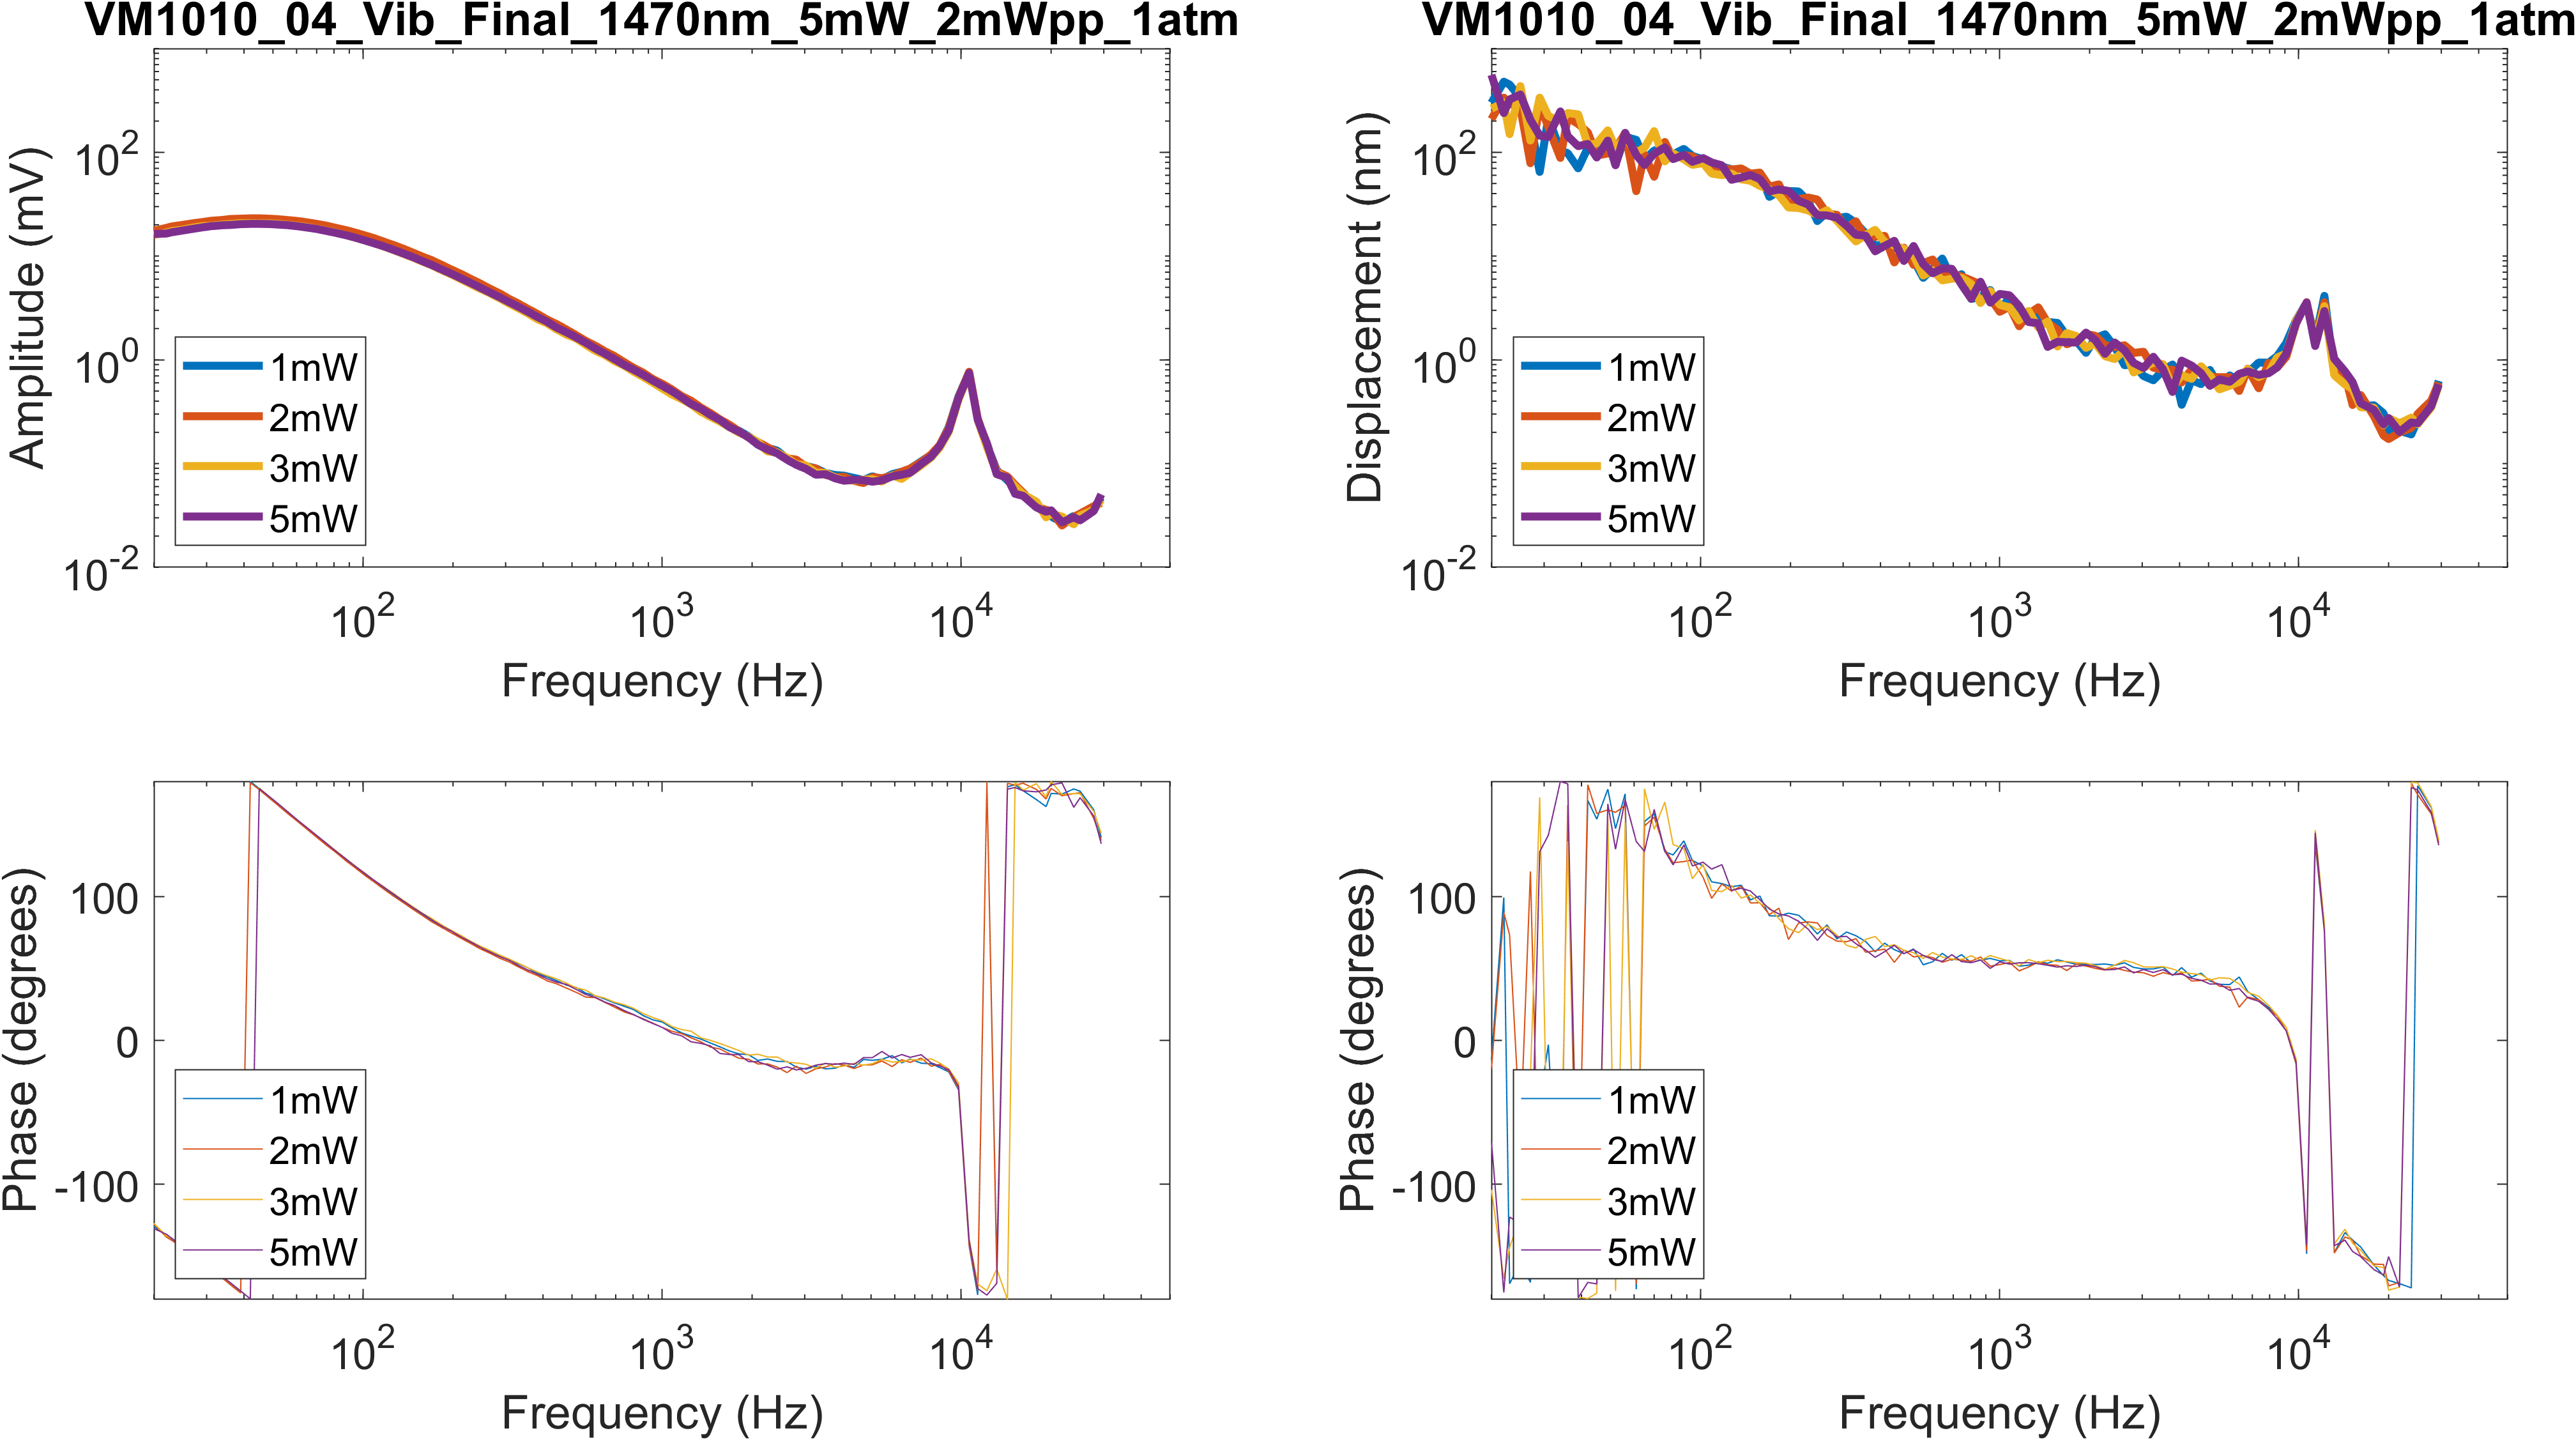 VM1010_04_Vib_Final_1470nm_5mW_2mWpp_1atm
Amplitude (mV)
10^2
10^0
10^-2
1mW
2mW
3mW
5mW
10^2 10^3 10^4
Frequency (Hz)
VM1010_04_Vib_Final_1470nm_5mW_2mWpp_1atm
Displacement (nm)
10^2
10^0
10^-2
1mW
2mW
3mW
5mW
10^2 10^3 10^4
Frequency (Hz)
Phase (degrees)
100
0
-100
1mW
2mW
3mW
5mW
10^2 10^3 10^4
Frequency (Hz)
Phase (degrees)
100
0
-100
1mW
2mW
3mW
5mW
10^2 10^3 10^4
Frequency (Hz)